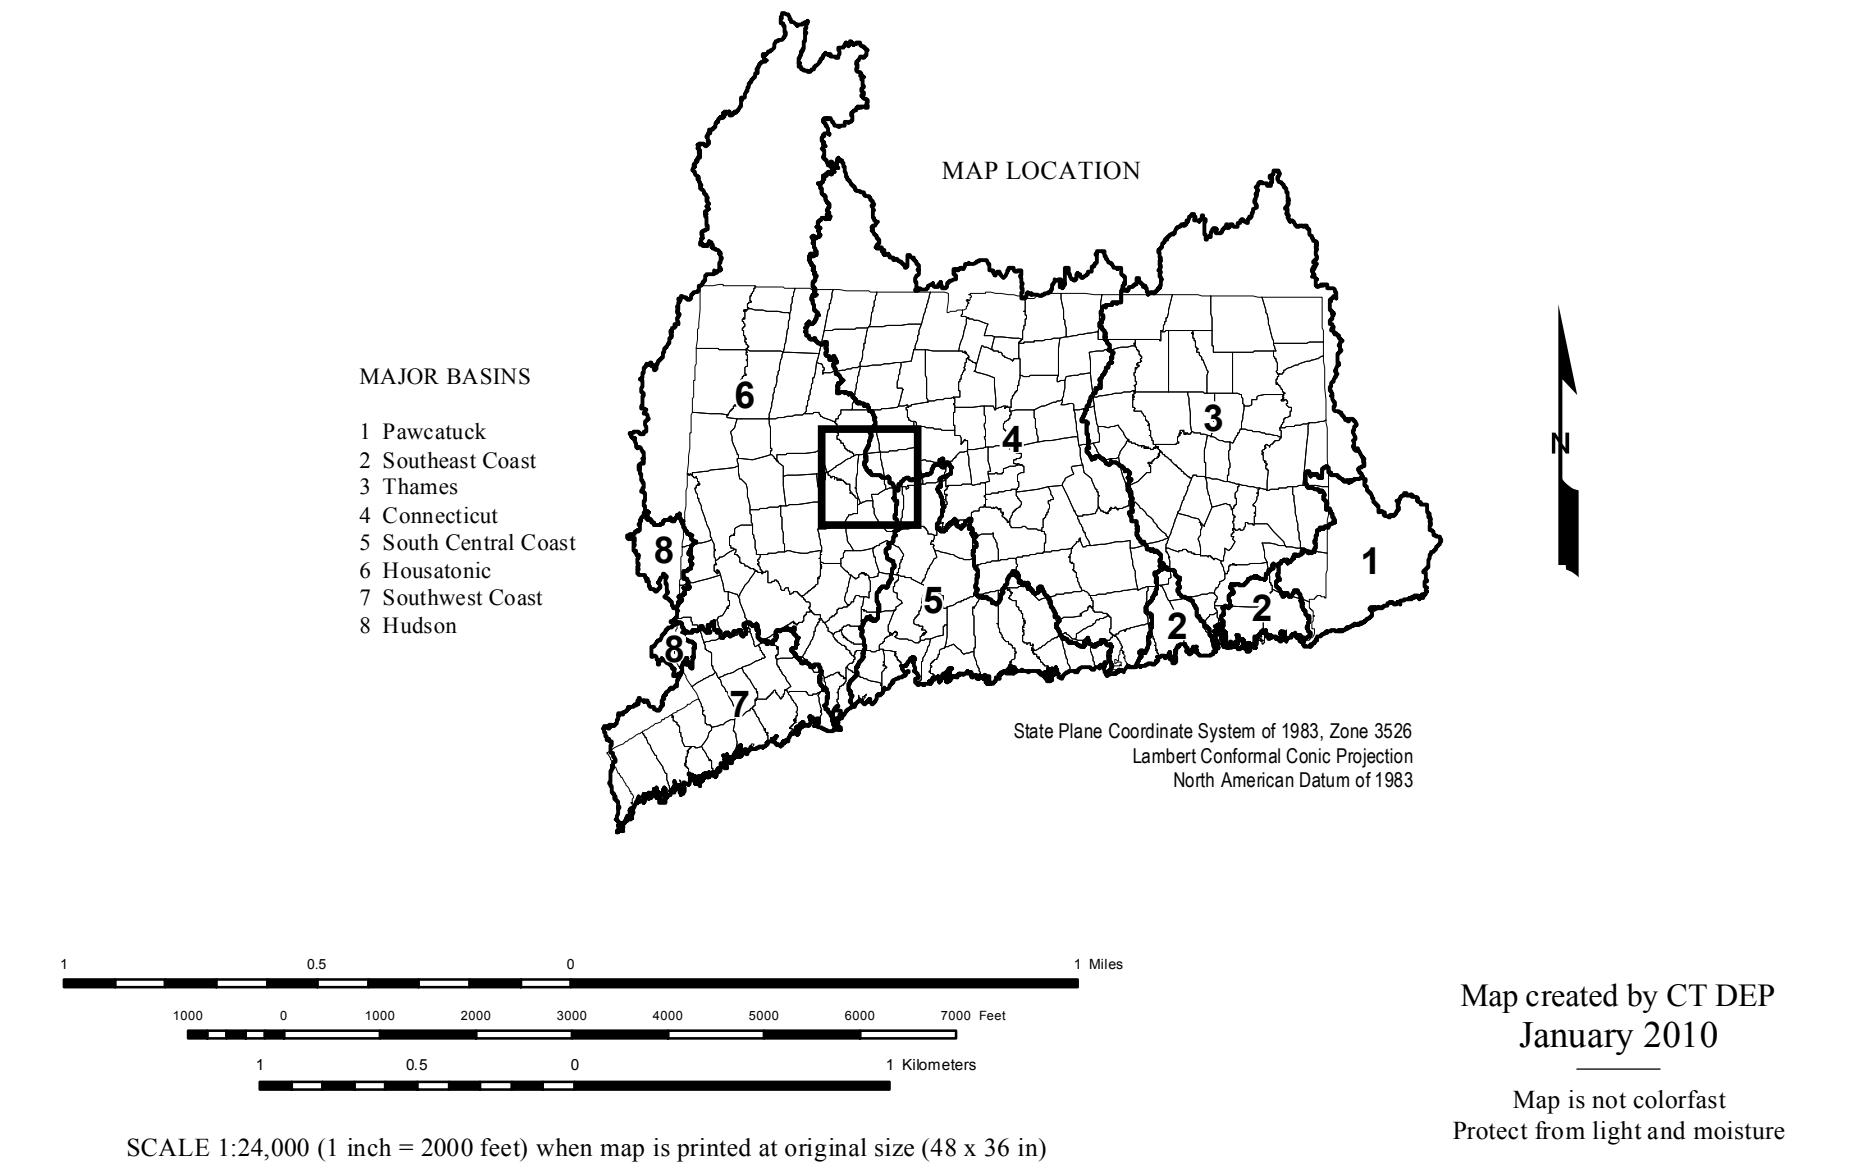 MAP LOCATION
MAJOR BASINS
1 Pawcatuck
2 Southeast Coast
3 Thames
4 Connecticut
5 South Central Coast
6 Housatonic
7 Southwest Coast
8 Hudson
6
3
4
N
8
1
5
2
2
8
7
State Plane Coordinate System of 1983, Zone 3526
Lambert Conformal Conic Projection
North American Datum of 1983
1 0.5 0 1 Miles
1000 0 1000 2000 3000 4000 5000 6000 7000 Feet
1 0.5 0 1 Kilometers
SCALE 1:24,000 (1 inch = 2000 feet) when map is printed at original size (48 x 36 in)
Map created by CT DEP
January 2010
Map is not colorfast
Protect from light and moisture